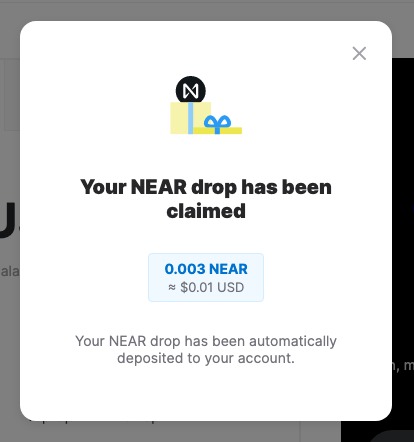 Your NEAR drop has been
claimed
0.003 NEAR
≈ $0.01 USD
Your NEAR drop has been automatically
deposited to your account.